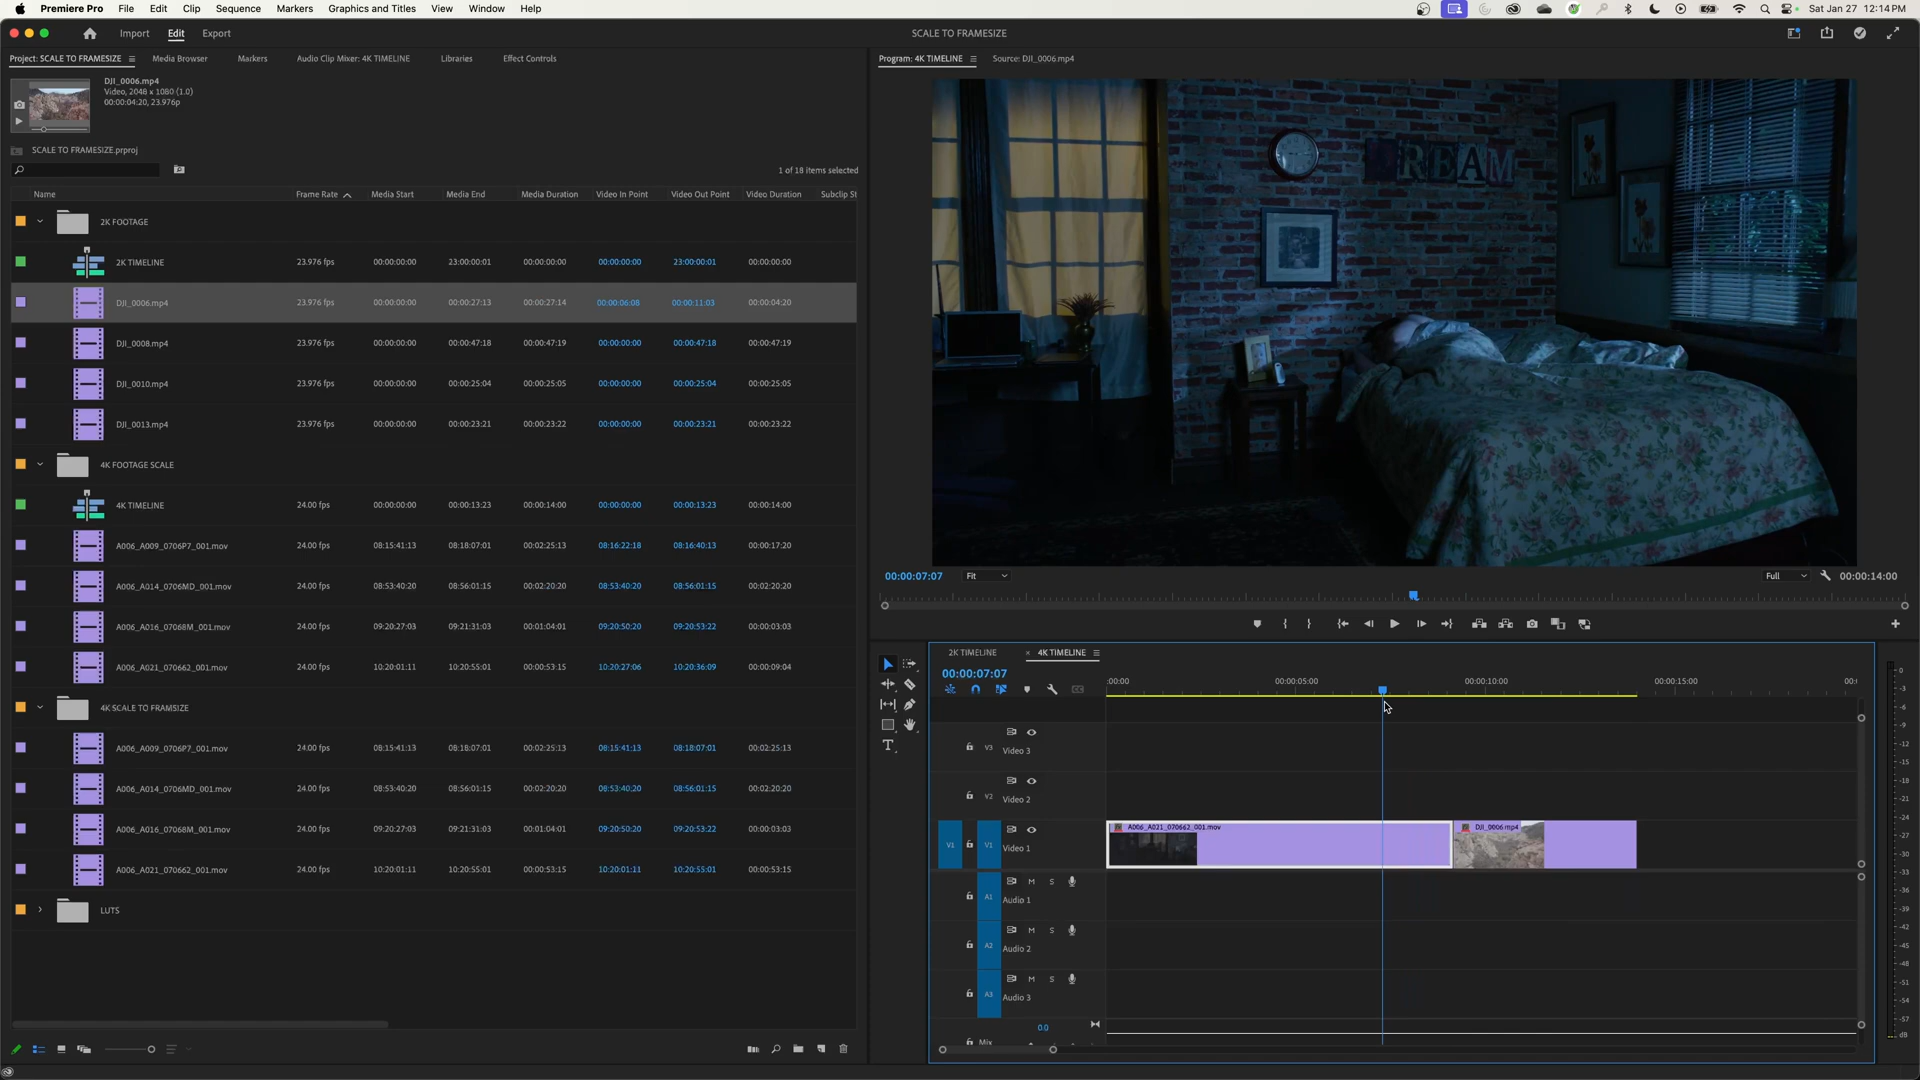 Premiere Pro File Edit Clip Sequence Markers Graphics and Titles View Window Help Sat Jan 27 12:14 PM
Import Edit Export SCALE TO FRAMESIZE
Project: SCALE TO FRAMESIZE Media Browser Markers Audio Clip Mixer: 4K TIMELINE Libraries Effect Controls Program: 4K TIMELINE Source: DJI_0006.mp4
DJI_0006.mp4
Video, 2048 x 1080 (1.0)
00:00:04:20, 23.976p
SCALE TO FRAMESIZE.prproj
1 of 18 items selected
Name Frame Rate Media Start Media End Media Duration Video In Point Video Out Point Video Duration Subclip St
2K FOOTAGE
2K TIMELINE 23.976 fps 00:00:00:00 23:00:00:01 00:00:00:00 00:00:00:00 23:00:00:01 00:00:00:00
DJI_0006.mp4 23.976 fps 00:00:00:00 00:00:27:13 00:00:27:14 00:00:06:08 00:00:11:03 00:00:04:20
DJI_0008.mp4 23.976 fps 00:00:00:00 00:00:47:18 00:00:47:19 00:00:00:00 00:00:47:18 00:00:47:19
DJI_0010.mp4 23.976 fps 00:00:00:00 00:00:25:04 00:00:25:05 00:00:00:00 00:00:25:04 00:00:25:05
DJI_0013.mp4 23.976 fps 00:00:00:00 00:00:23:21 00:00:23:22 00:00:00:00 00:00:23:21 00:00:23:22
4K FOOTAGE SCALE
4K TIMELINE 24.00 fps 00:00:00:00 00:00:13:23 00:00:14:00 00:00:00:00 00:00:13:23 00:00:14:00
A006_A009_0706P7_001.mov 24.00 fps 08:15:41:13 08:18:07:01 00:02:25:13 08:16:22:18 08:16:40:13 00:00:17:20
A006_A014_0706MD_001.mov 24.00 fps 08:53:40:20 08:56:01:15 00:02:20:20 08:53:40:20 08:56:01:15 00:02:20:20
A006_A016_07068M_001.mov 24.00 fps 09:20:27:03 09:21:31:03 00:01:04:01 09:20:50:20 09:20:53:22 00:00:03:03
A006_A021_070662_001.mov 24.00 fps 10:20:01:11 10:20:55:01 00:00:53:15 10:20:27:06 10:20:36:09 00:00:09:04
4K SCALE TO FRAMSIZE
A006_A009_0706P7_001.mov 24.00 fps 08:15:41:13 08:18:07:01 00:02:25:13 08:15:41:13 08:18:07:01 00:02:25:13
A006_A014_0706MD_001.mov 24.00 fps 08:53:40:20 08:56:01:15 00:02:20:20 08:53:40:20 08:56:01:15 00:02:20:20
A006_A016_07068M_001.mov 24.00 fps 09:20:27:03 09:21:31:03 00:01:04:01 09:20:50:20 09:20:53:22 00:00:03:03
A006_A021_070662_001.mov 24.00 fps 10:20:01:11 10:20:55:01 00:00:53:15 10:20:01:11 10:20:55:01 00:00:53:15
LUTS
DREAM
00:00:07:07 Fit Full 00:00:14:00
2K TIMELINE × 4K TIMELINE
00:00:07:07
:00:00 00:00:05:00 00:00:10:00 00:00:15:00 00:
V3 Video 3
V2 Video 2
V1 V1 Video 1 A006_A021_070662_001.mov DJI_0006.mp4
M S
A1 Audio 1
M S
A2 Audio 2
M S
A3 Audio 3
0.0
Mix
0
-3
-6
-9
-12
-15
-18
-21
-24
-27
-30
-33
-36
-39
-42
-45
-48
-51
-54
-57
dB